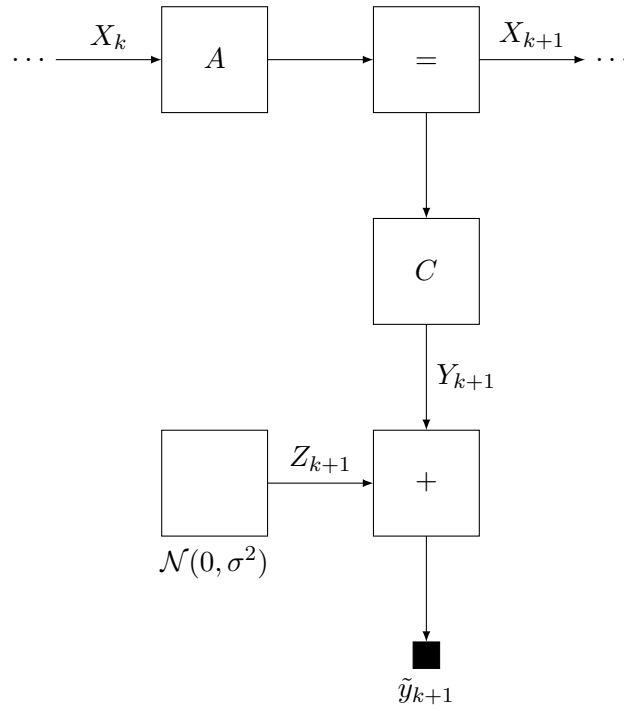 ··· X_k A = X_{k+1} ···
C
Y_{k+1}
Z_{k+1} +
𝒩(0, σ²)
ỹ_{k+1}